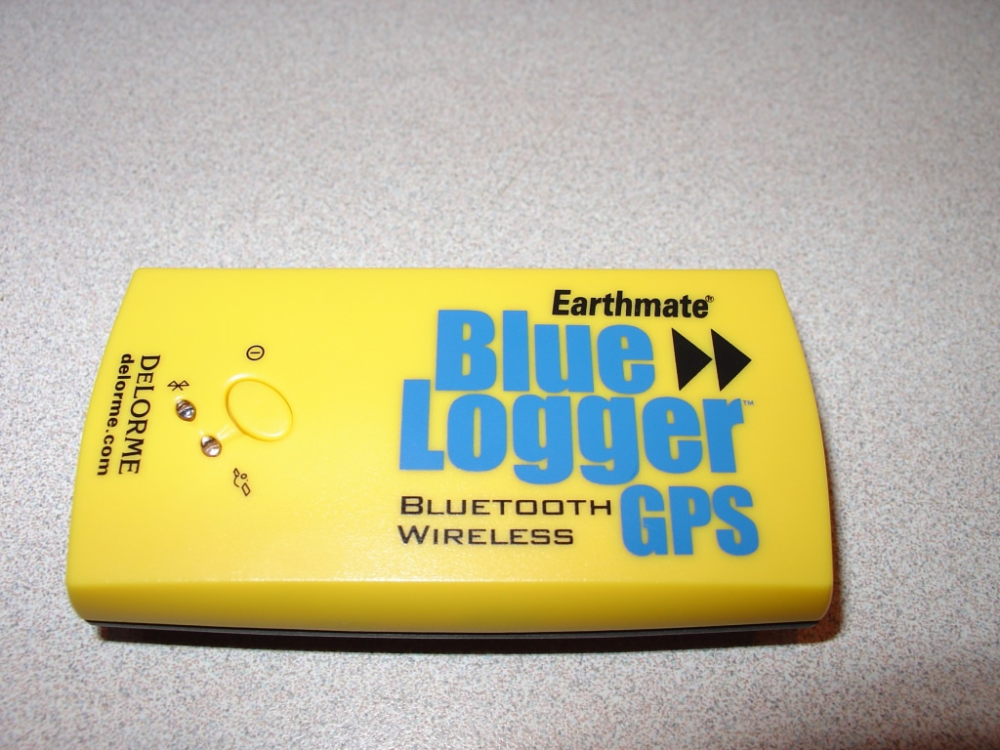 Earthmate®
Blue
Logger™
GPS
BLUETOOTH
WIRELESS
DELORME
delorme.com